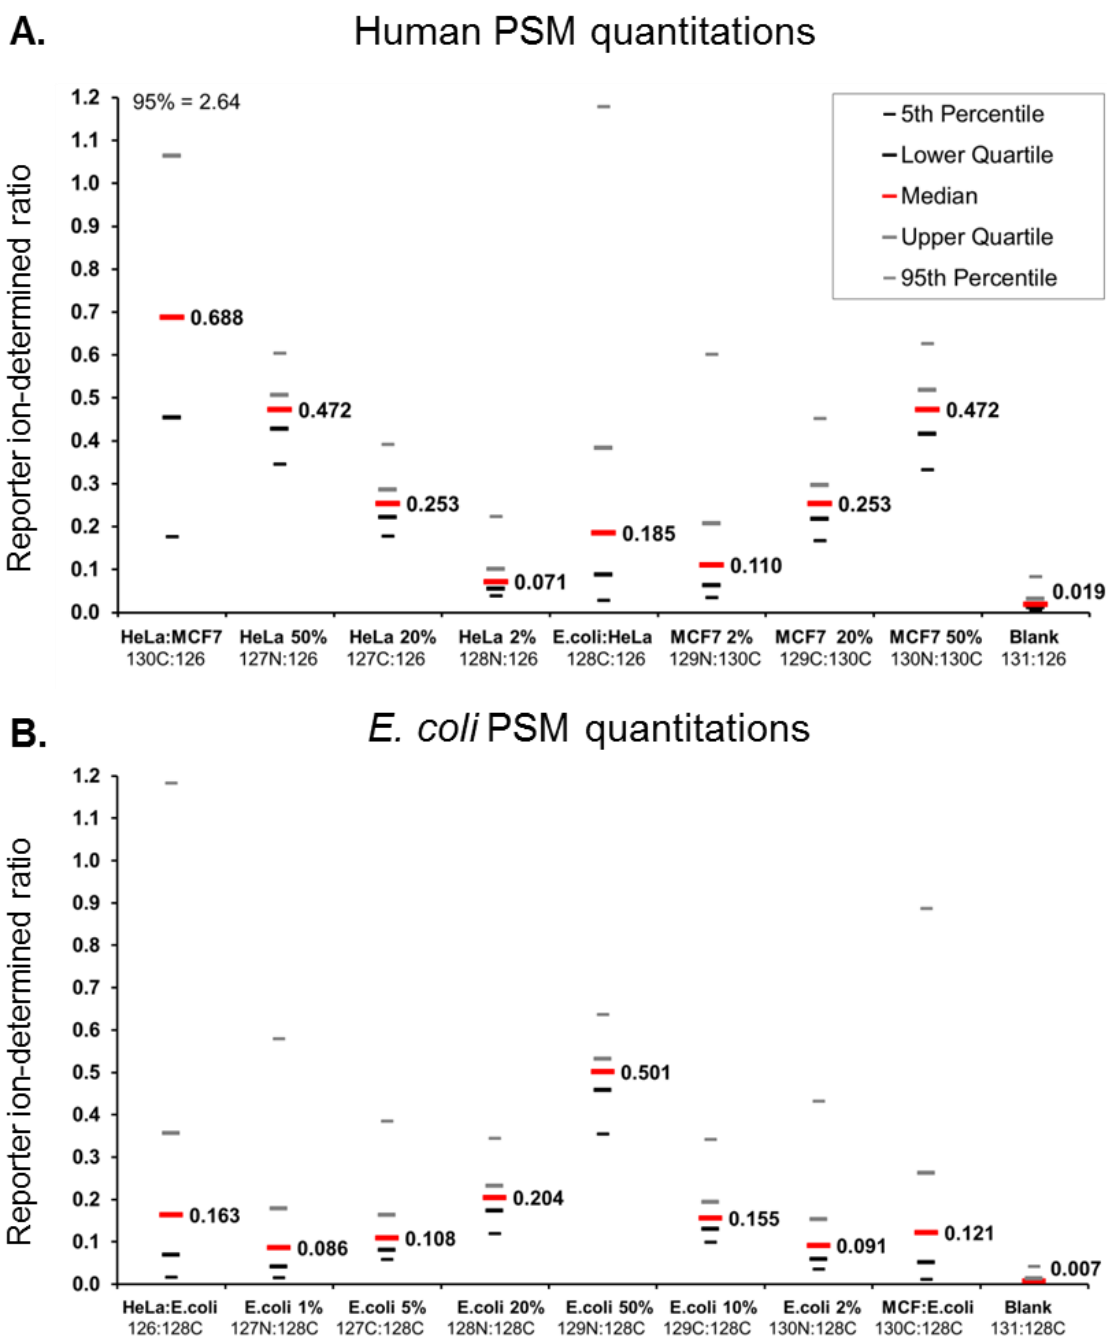 A.
Human PSM quantitations
Reporter ion-determined ratio
1.2
1.1
1.0
0.9
0.8
0.7
0.6
0.5
0.4
0.3
0.2
0.1
0.0
95% = 2.64
5th Percentile
Lower Quartile
Median
Upper Quartile
95th Percentile
0.688
0.472
0.253
0.071
0.185
0.110
0.253
0.472
0.019
HeLa:MCF7 HeLa 50% HeLa 20% HeLa 2% E.coli:HeLa MCF7 2% MCF7 20% MCF7 50% Blank
130C:126 127N:126 127C:126 128N:126 128C:126 129N:130C 129C:130C 130N:130C 131:126
B.
E. coli PSM quantitations
Reporter ion-determined ratio
1.2
1.1
1.0
0.9
0.8
0.7
0.6
0.5
0.4
0.3
0.2
0.1
0.0
0.163
0.086
0.108
0.204
0.501
0.155
0.091
0.121
0.007
HeLa:E.coli E.coli 1% E.coli 5% E.coli 20% E.coli 50% E.coli 10% E.coli 2% MCF:E.coli Blank
126:128C 127N:128C 127C:128C 128N:128C 129N:128C 129C:128C 130N:128C 130C:128C 131:128C